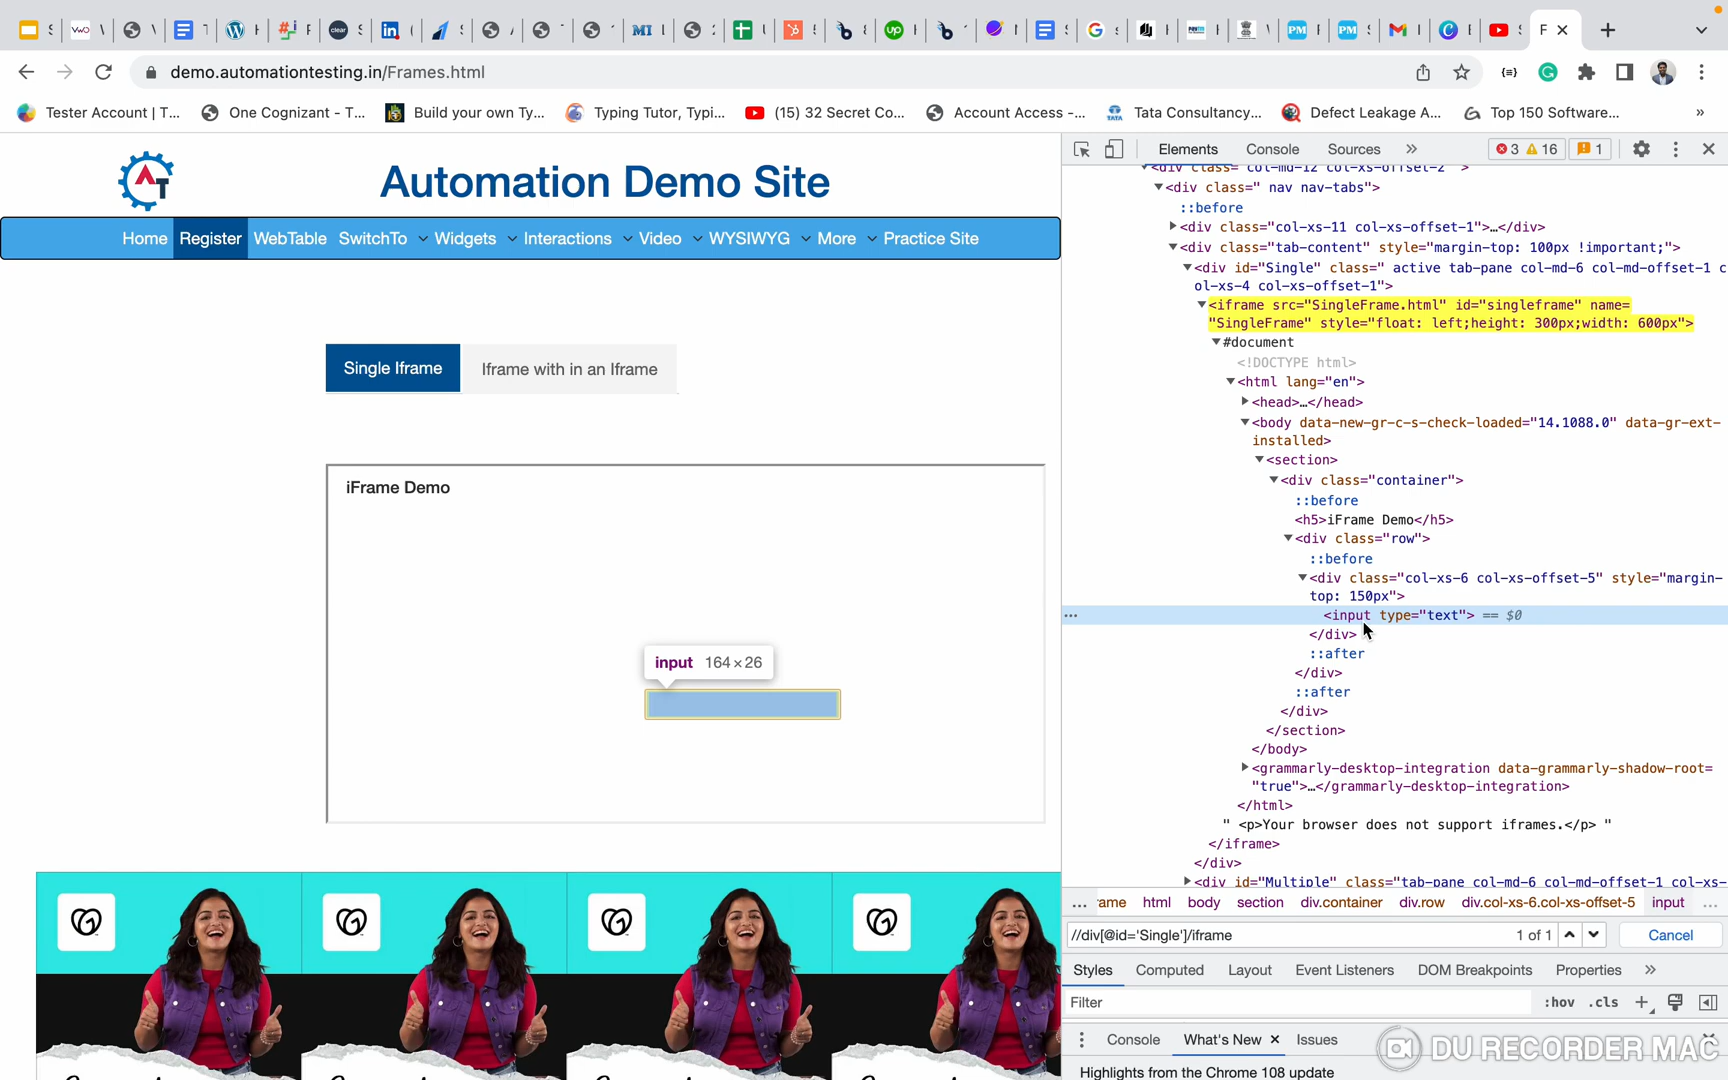 demo.automationtesting.in/Frames.html
Tester Account | T... One Cognizant - T... Build your own Ty... Typing Tutor, Typi... (15) 32 Secret Co... Account Access -... Tata Consultancy... Defect Leakage A... Top 150 Software... »
Automation Demo Site
Home Register WebTable SwitchTo Widgets Interactions Video WYSIWYG More Practice Site
Single Iframe Iframe with in an Iframe
iFrame Demo
input 164 × 26
Elements Console Sources » 3 16 1
<div class=" nav nav-tabs">
::before
<div class="col-xs-11 col-xs-offset-1">…</div>
<div class="tab-content" style="margin-top: 100px !important;">
<div id="Single" class=" active tab-pane col-md-6 col-md-offset-1 c
ol-xs-4 col-xs-offset-1">
<iframe src="SingleFrame.html" id="singleframe" name=
"SingleFrame" style="float: left;height: 300px;width: 600px">
#document
<!DOCTYPE html>
<html lang="en">
<head>…</head>
<body data-new-gr-c-s-check-loaded="14.1088.0" data-gr-ext-
installed>
<section>
<div class="container">
::before
<h5>iFrame Demo</h5>
<div class="row">
::before
<div class="col-xs-6 col-xs-offset-5" style="margin-
top: 150px">
<input type="text"> == $0
</div>
::after
</div>
::after
</div>
</section>
</body>
<grammarly-desktop-integration data-grammarly-shadow-root=
"true">…</grammarly-desktop-integration>
</html>
" <p>Your browser does not support iframes.</p> "
</iframe>
</div>
<div id="Multiple" class="tab-pane col-md-6 col-md-offset-1 col-xs-
... rame html body section div.container div.row div.col-xs-6.col-xs-offset-5 input ...
//div[@id='Single']/iframe 1 of 1 Cancel
Styles Computed Layout Event Listeners DOM Breakpoints Properties »
Filter :hov .cls
Console What's New × Issues
DU RECORDER MAC
Highlights from the Chrome 108 update